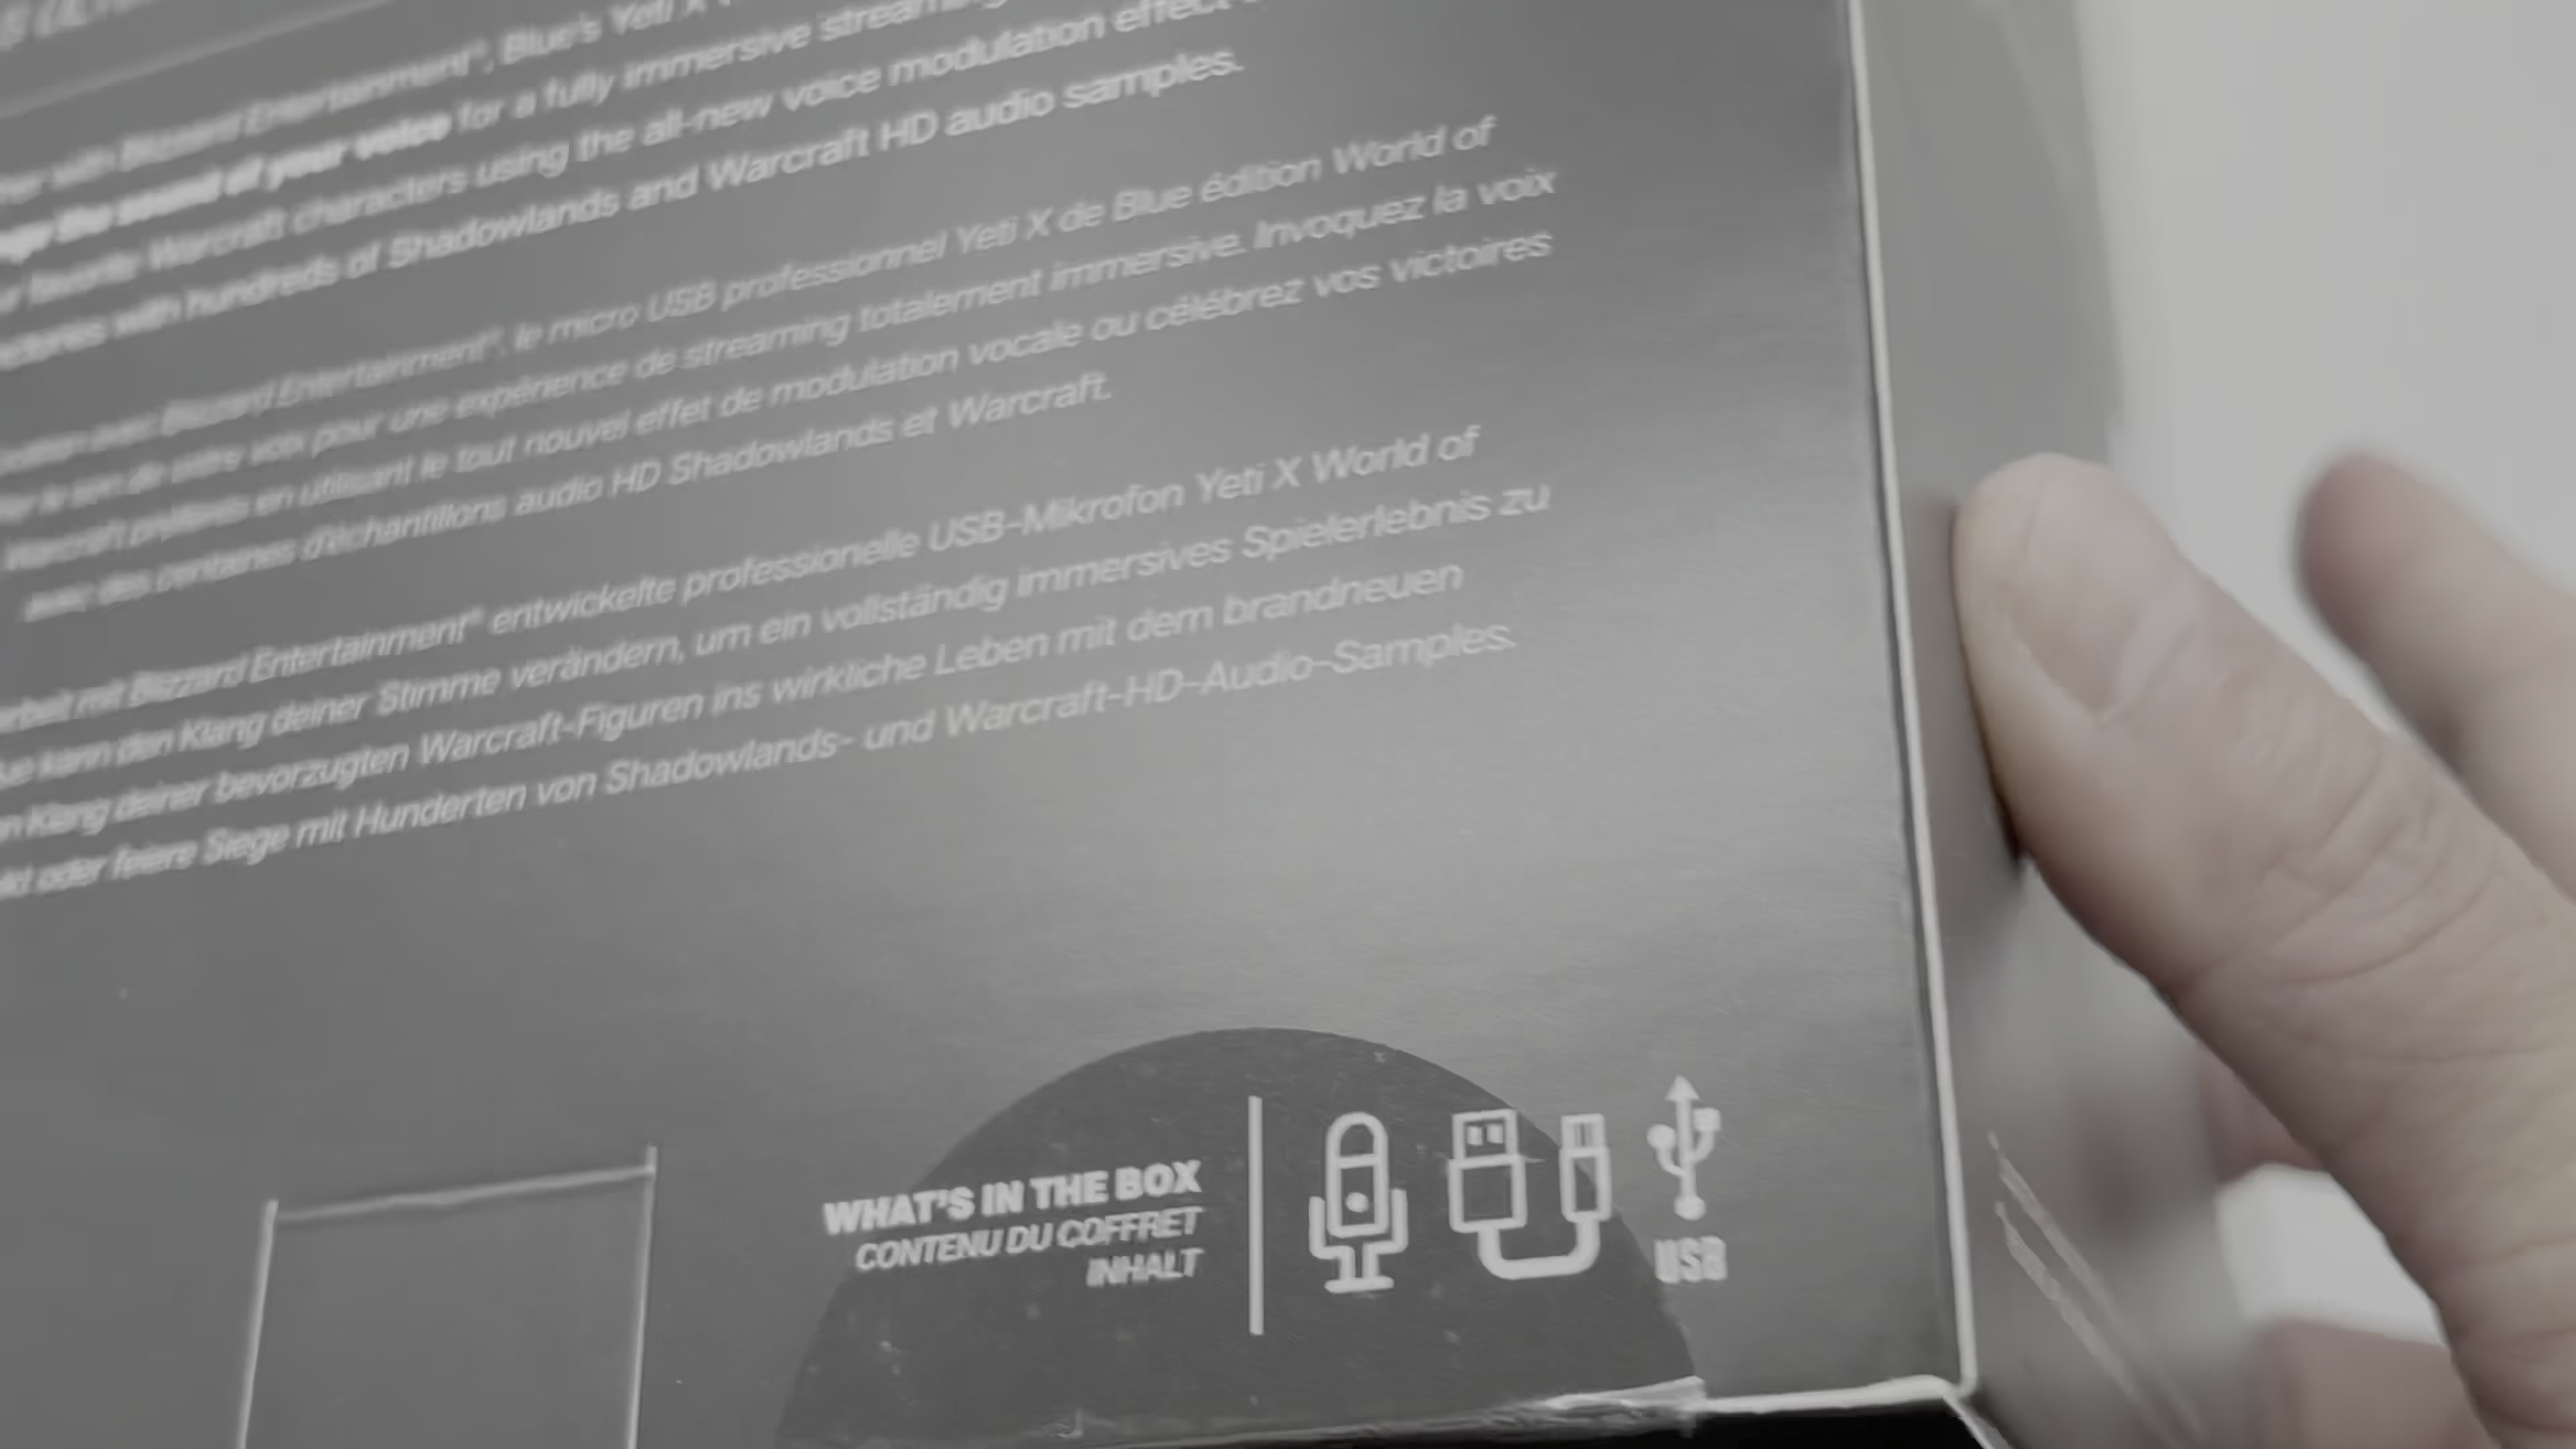 with Blizzard Entertainment®, Blue's Yeti X
the sound of your voice for a fully immersive streaming
favorite Warcraft characters using the all-new voice modulation effect
with hundreds of Shadowlands and Warcraft HD audio samples.
avec Blizzard Entertainment®, le micro USB professionnel Yeti X de Blue édition World of
le son de votre voix pour une expérience de streaming totalement immersive. Invoquez la voix
Warcraft préférés en utilisant le tout nouvel effet de modulation vocale ou célébrez vos victoires
avec des centaines d'échantillons audio HD Shadowlands et Warcraft.
mit Blizzard Entertainment® entwickelte professionelle USB-Mikrofon Yeti X World of
kann den Klang deiner Stimme verändern, um ein vollständig immersives Spielerlebnis zu
Klang deiner bevorzugten Warcraft-Figuren ins wirkliche Leben mit dem brandneuen
oder feiere Siege mit Hunderten von Shadowlands- und Warcraft-HD-Audio-Samples.
WHAT'S IN THE BOX
CONTENU DU COFFRET
INHALT
USB